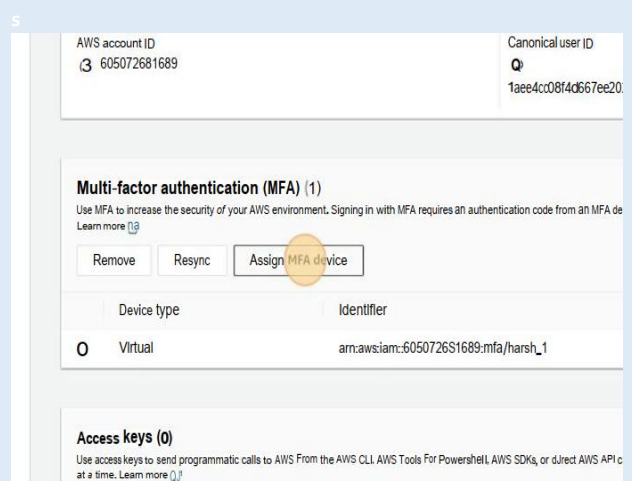 S
AWS account ID
605072681689
Canonical user ID
1aee4cc08f4d667ee20
Multi-factor authentication (MFA) (1)
Use MFA to increase the security of your AWS environment. Signing in with MFA requires an authentication code from an MFA de
Learn more
Remove
Resync
Assign MFA device
Device type
Identifler
VIrtual
arn:aws:iam::6050726S1689:mfa/harsh_1
Access keys (0)
Use access keys to send programmatic calls to AWS From the AWS CLI. AWS Tools For Powershell, AWS SDKs, or dJrect AWS API c
at a time. Learn more